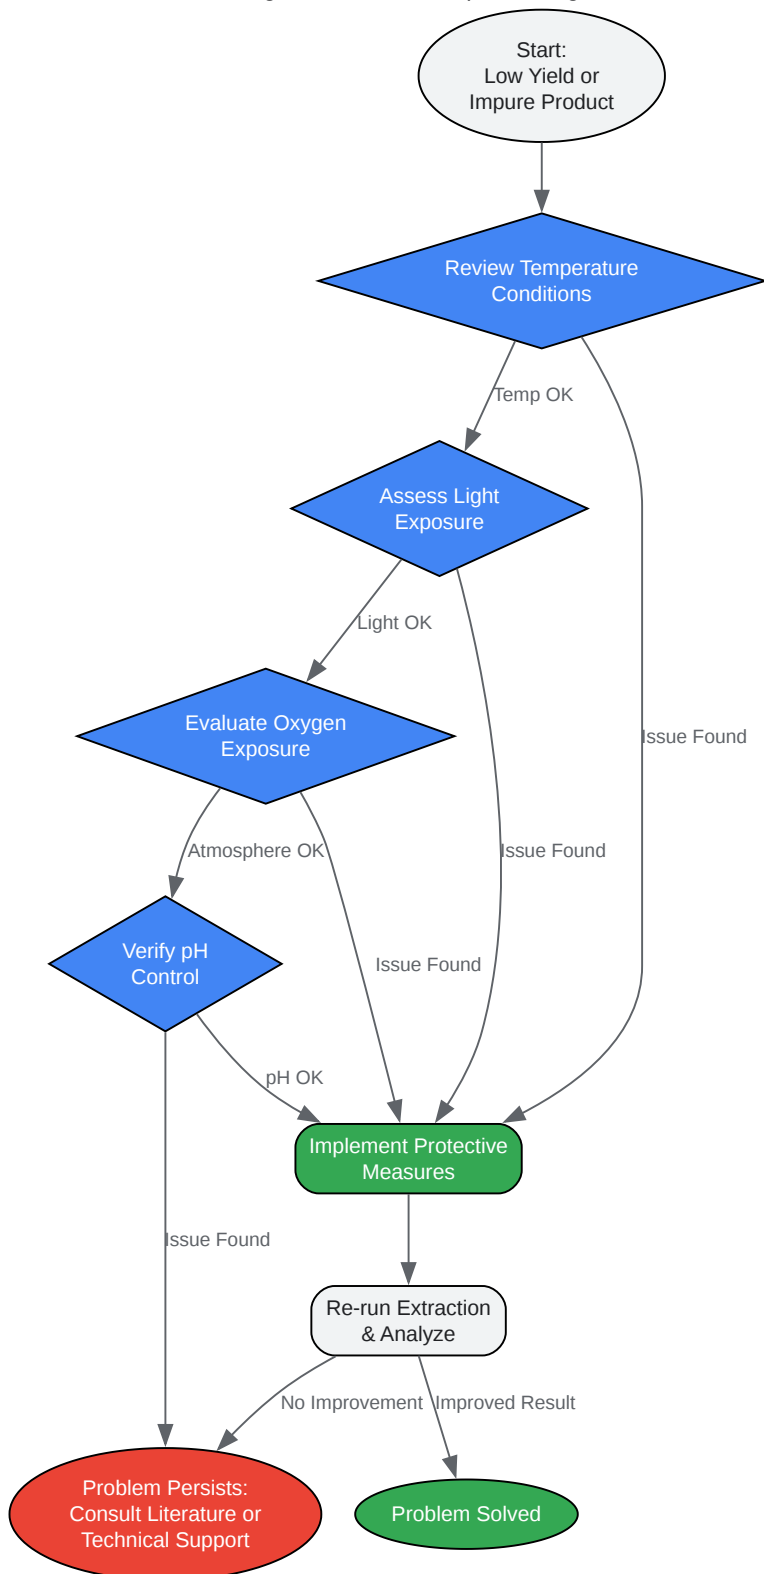 Start:
Low Yield or
Impure Product
Review Temperature
Conditions
Temp OK
Assess Light
Exposure
Light OK
Evaluate Oxygen
Exposure
Issue Found
Atmosphere OK
Issue Found
Verify pH
Control
Issue Found
pH OK
Implement Protective
Measures
Issue Found
Re-run Extraction
& Analyze
No Improvement
Improved Result
Problem Persists:
Consult Literature or
Technical Support
Problem Solved